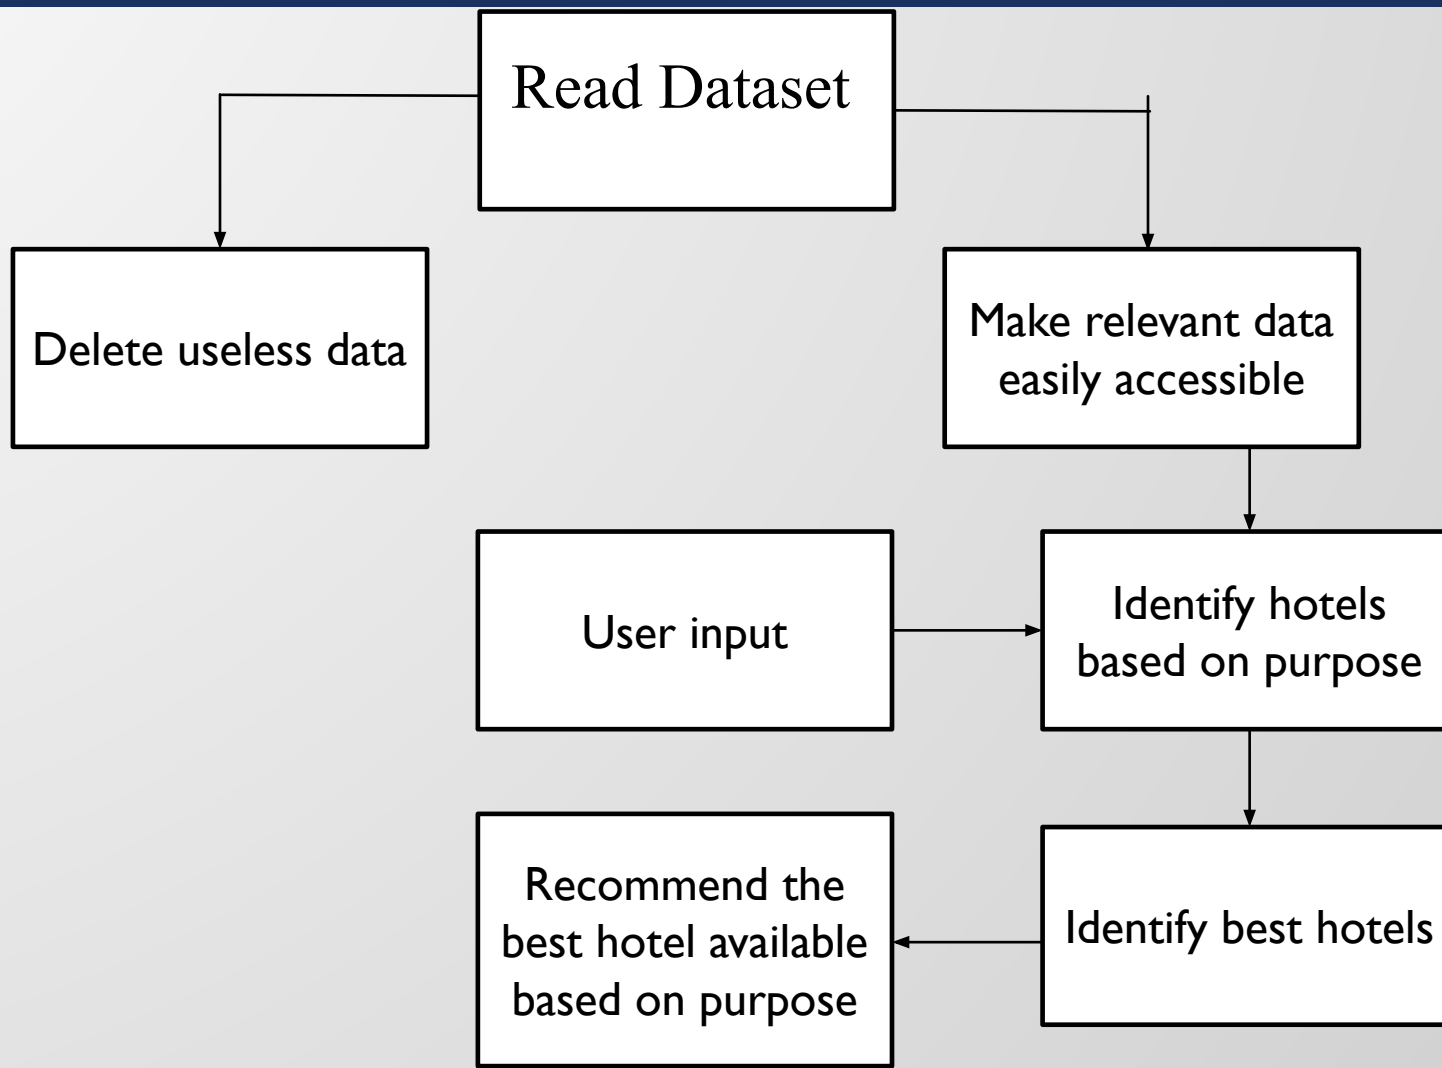 Read Dataset
Delete useless data
Make relevant data
easily accessible
User input
Identify hotels
based on purpose
Recommend the
best hotel available
based on purpose
Identify best hotels